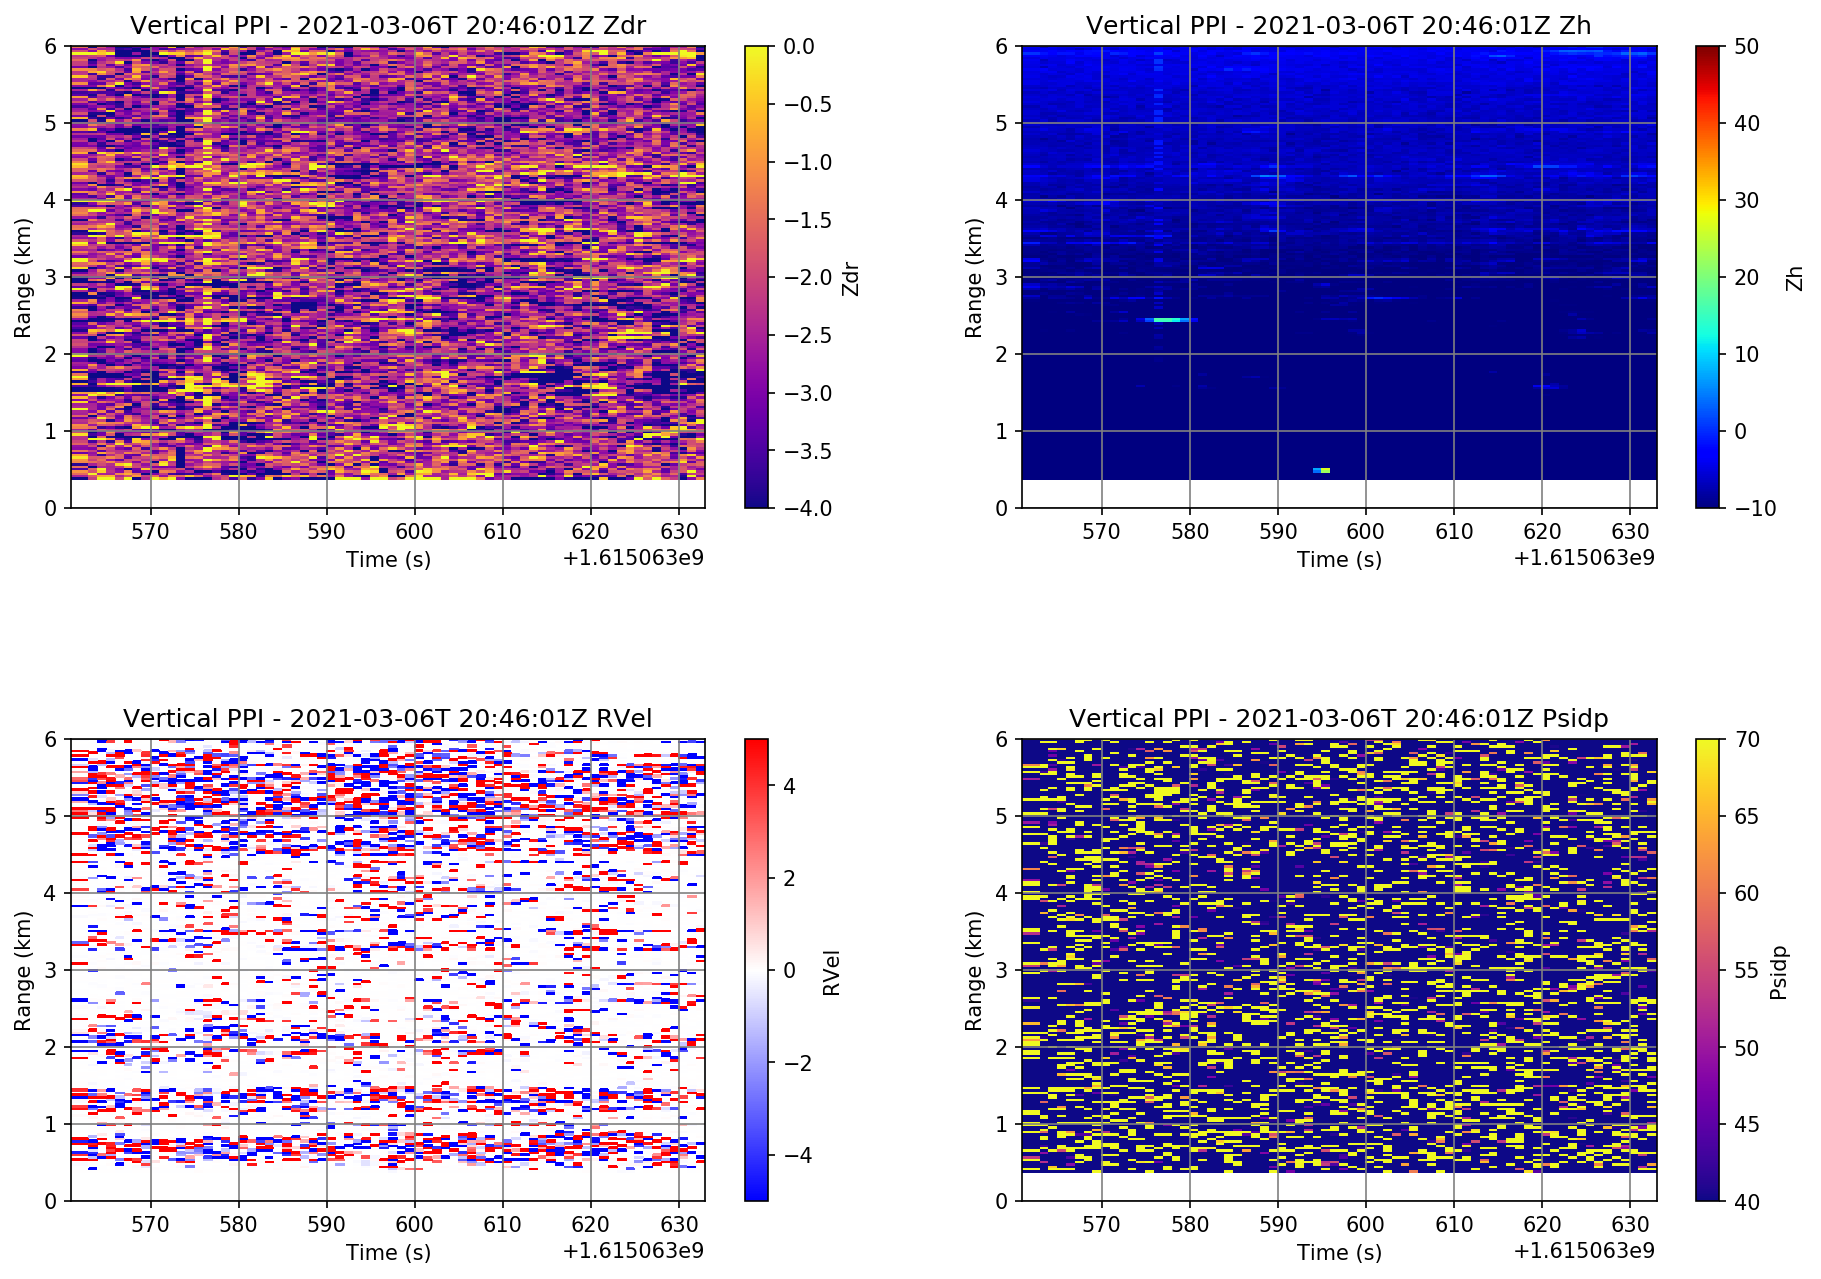 Vertical PPI - 2021-03-06T 20:46:01Z Zdr
6
5
4
3
2
1
0
Range (km)
570 580 590 600 610 620 630
Time (s)
+1.615063e9
0.0
−0.5
−1.0
−1.5
−2.0
−2.5
−3.0
−3.5
−4.0
Zdr
Vertical PPI - 2021-03-06T 20:46:01Z Zh
6
5
4
3
2
1
0
Range (km)
570 580 590 600 610 620 630
Time (s)
+1.615063e9
50
40
30
20
10
0
−10
Zh
Vertical PPI - 2021-03-06T 20:46:01Z RVel
6
5
4
3
2
1
0
Range (km)
570 580 590 600 610 620 630
Time (s)
+1.615063e9
4
2
0
−2
−4
RVel
Vertical PPI - 2021-03-06T 20:46:01Z Psidp
6
5
4
3
2
1
0
Range (km)
570 580 590 600 610 620 630
Time (s)
+1.615063e9
70
65
60
55
50
45
40
Psidp